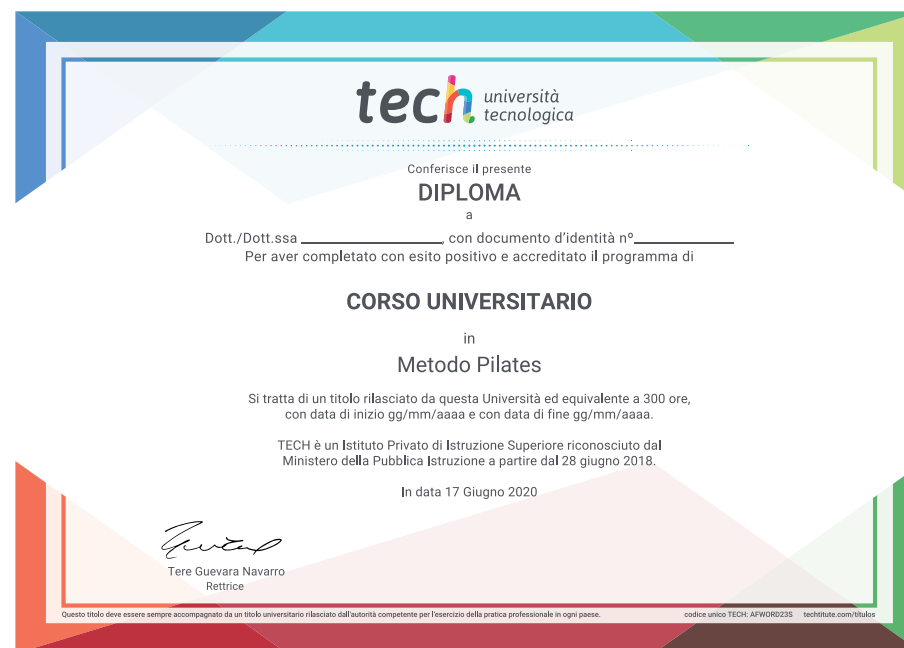 tech università
tecnologica
Conferisce il presente
DIPLOMA
a
Dott./Dott.ssa ____________________, con documento d'identità nº______________
Per aver completato con esito positivo e accreditato il programma di
CORSO UNIVERSITARIO
in
Metodo Pilates
Si tratta di un titolo rilasciato da questa Università ed equivalente a 300 ore,
con data di inizio gg/mm/aaaa e con data di fine gg/mm/aaaa.
TECH è un Istituto Privato di Istruzione Superiore riconosciuto dal
Ministero della Pubblica Istruzione a partire dal 28 giugno 2018.
In data 17 Giugno 2020
Tere Guevara Navarro
Rettrice
Questo titolo deve essere sempre accompagnato da un titolo universitario rilasciato dall'autorità competente per l'esercizio della pratica professionale in ogni paese. codice unico TECH: AFWORD23S techtitute.com/titulos